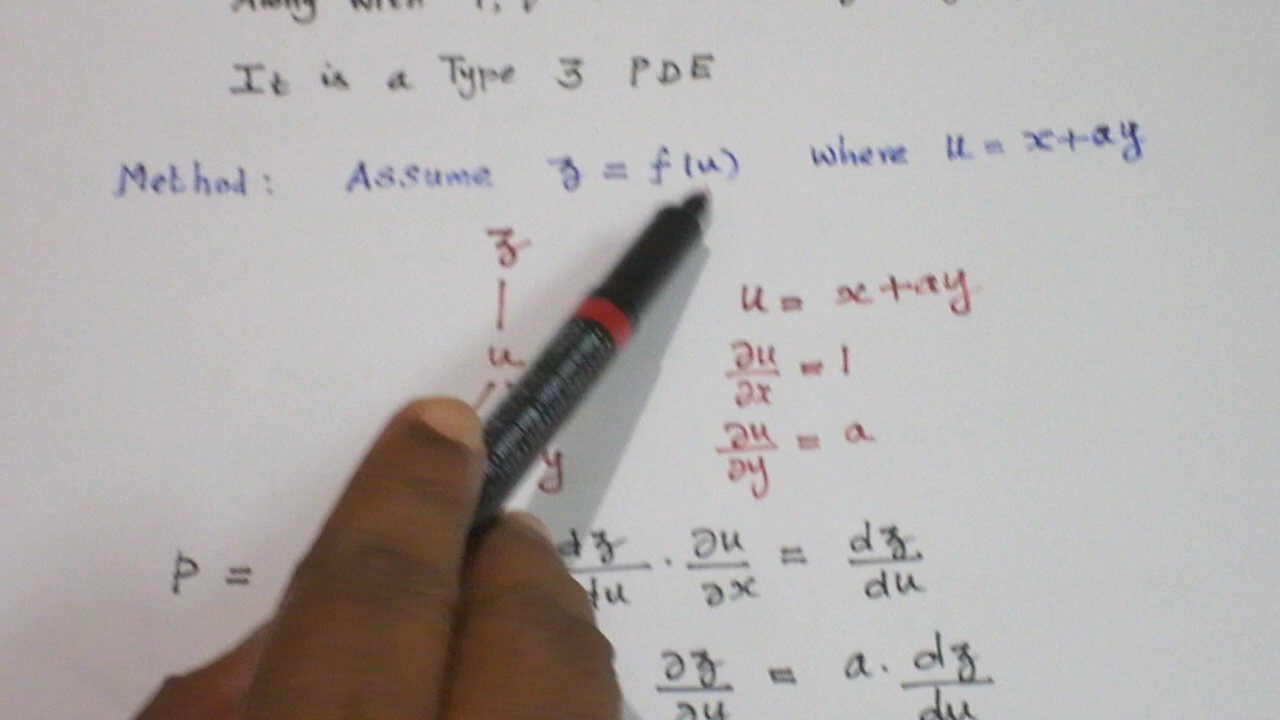 It is a Type 3 PDE
Method: Assume z = f(u) where u = x+ay
z
|
u
y
u = x+ay
∂u/∂x = 1
∂u/∂y = a
P = dz/du · ∂u/∂x = dz/du
∂z/∂y = a · dz/du